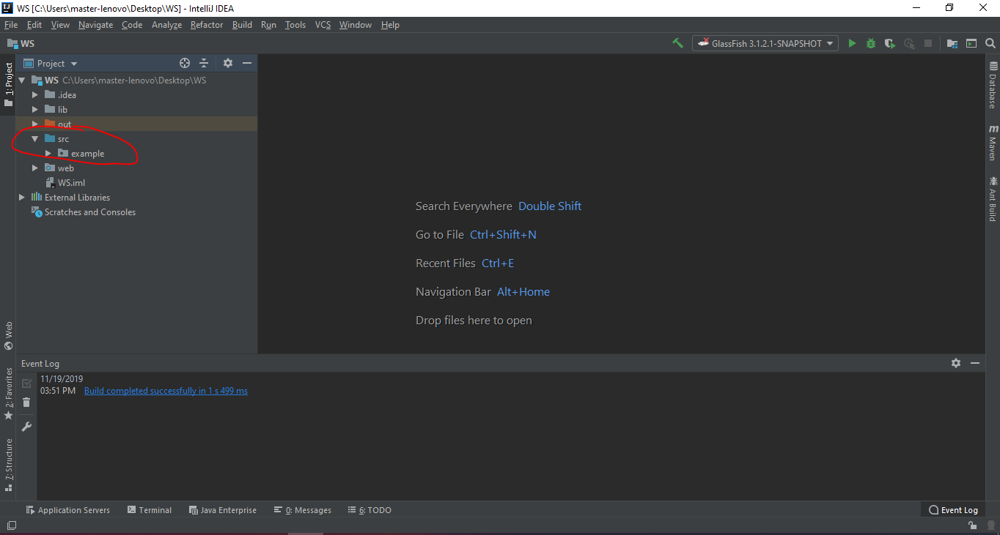 WS [C:\Users\master-lenovo\Desktop\WS] - IntelliJ IDEA
File Edit View Navigate Code Analyze Refactor Build Run Tools VCS Window Help
WS
GlassFish 3.1.2.1-SNAPSHOT
Project
1: Project
WS C:\Users\master-lenovo\Desktop\WS
.idea
lib
out
src
example
web
WS.iml
External Libraries
Scratches and Consoles
Search Everywhere Double Shift
Go to File Ctrl+Shift+N
Recent Files Ctrl+E
Navigation Bar Alt+Home
Drop files here to open
Database
Maven
Ant Build
Web
2: Favorites
7: Structure
Event Log
11/19/2019
03:51 PM Build completed successfully in 1 s 499 ms
Application Servers Terminal Java Enterprise 0: Messages 6: TODO Event Log